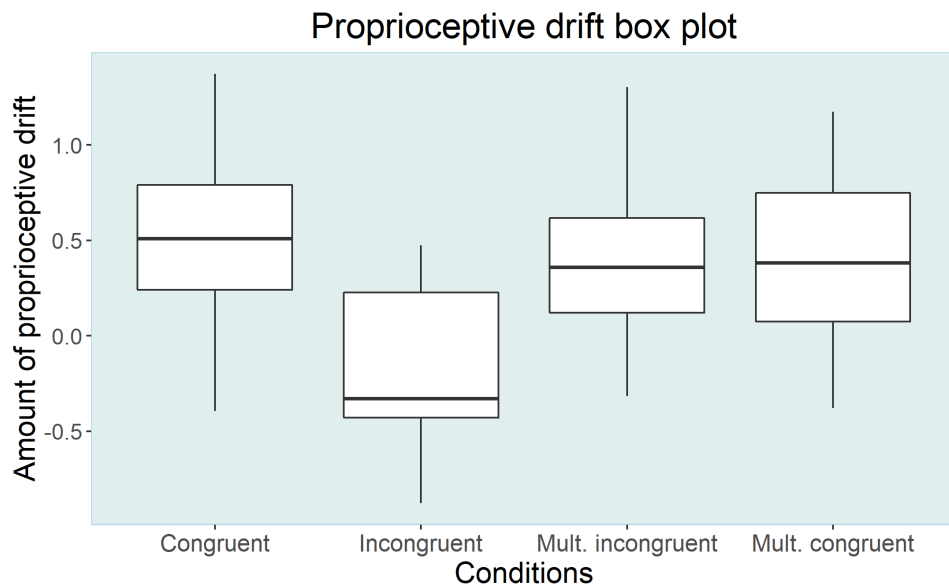 Proprioceptive drift box plot
Amount of proprioceptive drift
1.0
0.5
0.0
-0.5
Congruent Incongruent Mult. incongruent Mult. congruent
Conditions